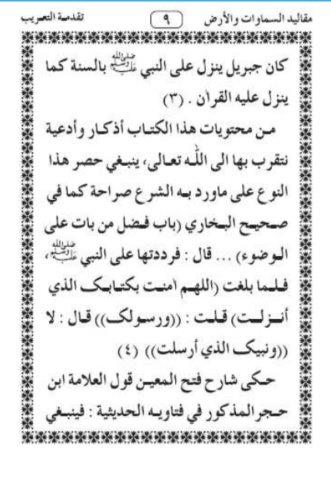 مقاليد السماوات والأرض ٩ تقدمة التعريب
كان جبريل ينزل على النبي ﷺ بالسنة كما
ينزل عليه القرآن . (٣)
من محتويات هذا الكتاب أذكار وأدعية
نتقرب بها الى اللّٰه تعالى، ينبغي حصر هذا
النوع على ماورد به الشرع صراحة كما في
صحيح البخاري (باب فضل من بات على
الوضوء) ... قال : فرددتها على النبي ﷺ،
فلما بلغت (اللهم امنت بكتابك الذي
أنزلت) قلت : ((ورسولك)) قال : لا
((ونبيك الذي أرسلت)) (٤)
حكى شارح فتح المعين قول العلامة ابن
حجر المذكور في فتاويه الحديثية : فينبغي